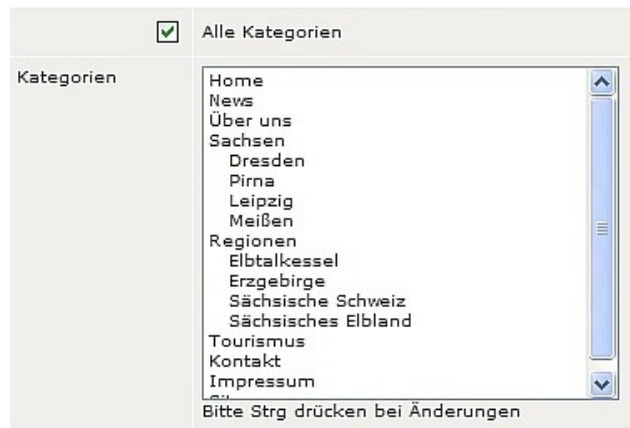 Alle Kategorien
Kategorien
Home
News
Über uns
Sachsen
Dresden
Pirna
Leipzig
Meißen
Regionen
Elbtalkessel
Erzgebirge
Sächsische Schweiz
Sächsisches Elbland
Tourismus
Kontakt
Impressum
Bitte Strg drücken bei Änderungen